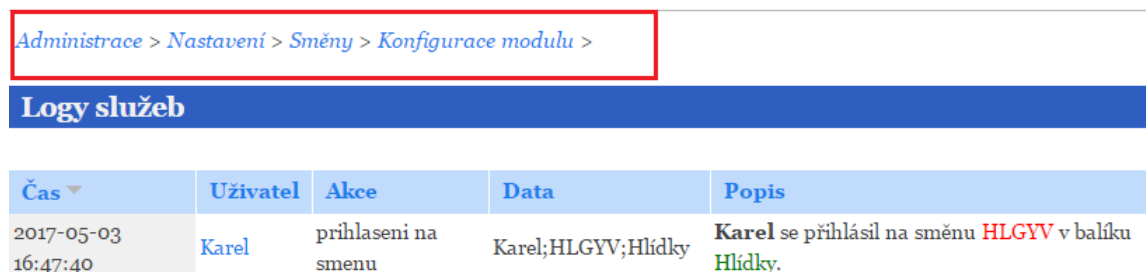 Administrace > Nastavení > Směny > Konfigurace modulu >
Logy služeb
Čas Uživatel Akce Data Popis
2017-05-03 16:47:40 Karel prihlaseni na smenu Karel;HLGYV;Hlídky Karel se přihlásil na směnu HLGYV v balíku Hlídky.